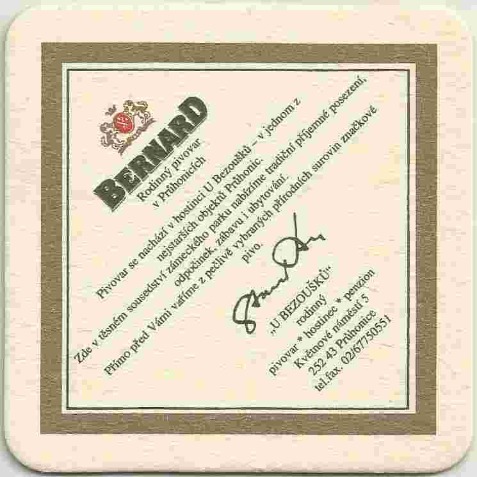 BERNARD
Rodinný pivovar
v Průhonicích
Pivovar se nachází v hostinci U Bezoušků – v jednom z
nejstarších objektů Průhonic.
Zde v těsném sousedství zámeckého parku nabízíme tradiční příjemné posezení,
odpočinek, zábavu i ubytování.
Přímo před Vámi vaříme z pečlivě vybraných přírodních surovin značkové
pivo.
„U BEZOUŠKŮ"
rodinný
pivovar * hostinec * penzion
Květnové náměstí 5
252 43 Průhonice
tel.fax. 02/67750551